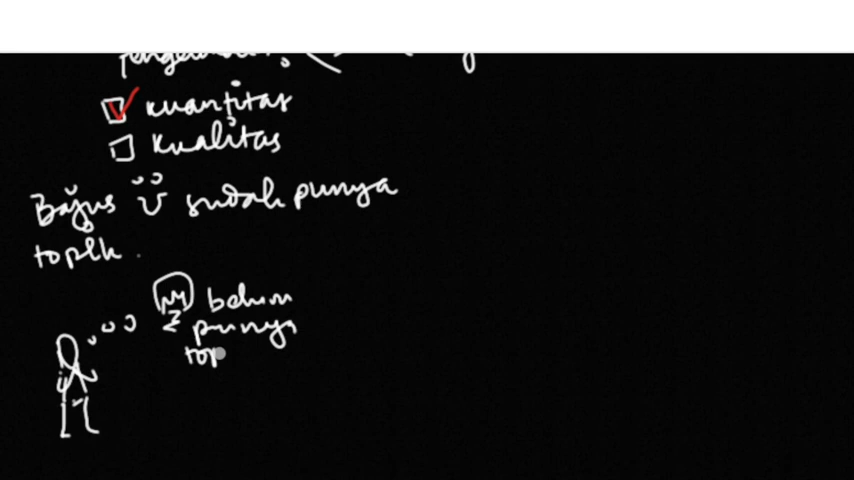 kuantitas
kualitas
Bagus sudah punya
topik.
belum
punya
top